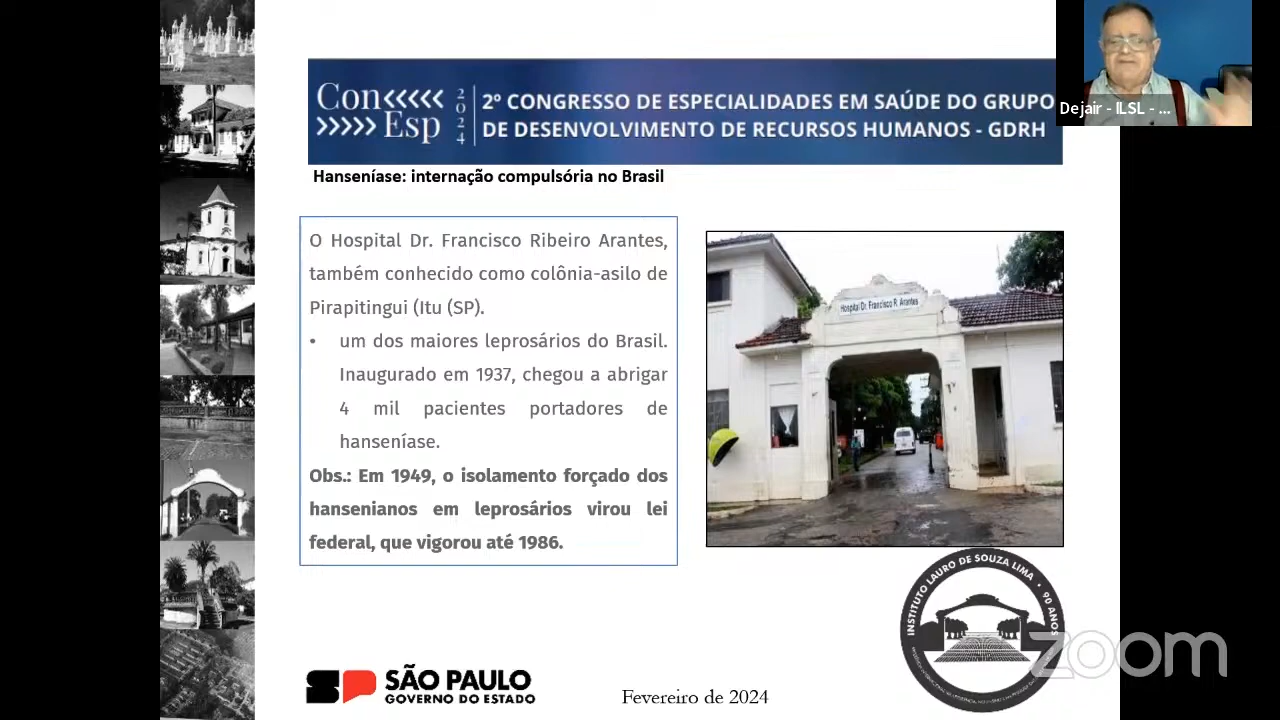 Con<<<<<
>>>>> Esp
2024
2º CONGRESSO DE ESPECIALIDADES EM SAÚDE DO GRUPO
DE DESENVOLVIMENTO DE RECURSOS HUMANOS - GDRH
Dejair - ILSL - ...
Hanseníase: internação compulsória no Brasil
O Hospital Dr. Francisco Ribeiro Arantes,
também conhecido como colônia-asilo de
Pirapitingui (Itu (SP).
• um dos maiores leprosários do Brasil.
Inaugurado em 1937, chegou a abrigar
4 mil pacientes portadores de
hanseníase.
Obs.: Em 1949, o isolamento forçado dos
hansenianos em leprosários virou lei
federal, que vigorou até 1986.
Hospital Dr. Francisco R. Arantes
INSTITUTO LAURO DE SOUZA LIMA • 90 ANOS
zoom
SP
SÃO PAULO
GOVERNO DO ESTADO
Fevereiro de 2024